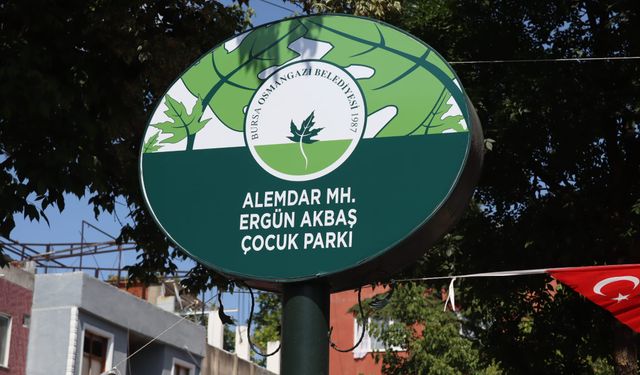 BURSA OSMANGAZİ BELEDİYESİ 1987
ALEMDAR MH.
ERGÜN AKBAŞ
ÇOCUK PARKI